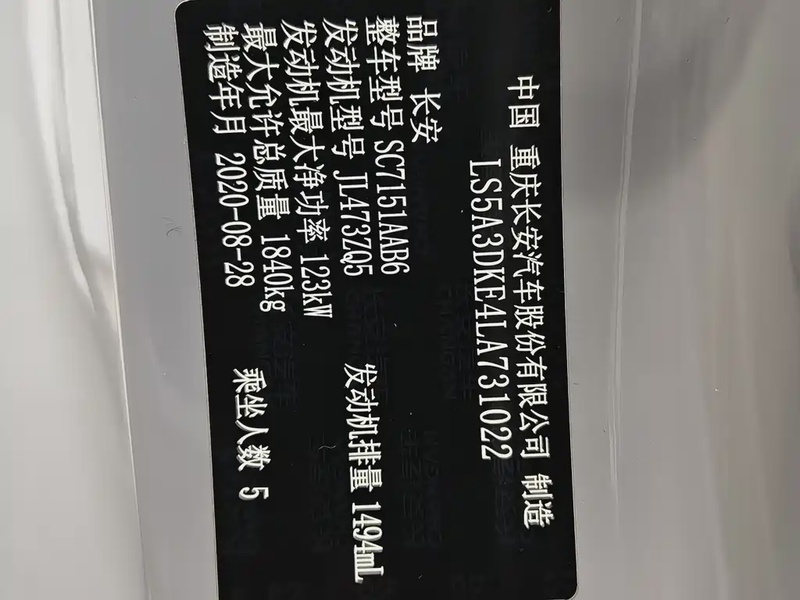 中国 重庆长安汽车股份有限公司 制造
LS5A3DKE4LA731022
品牌 长安
整车型号 SC7151AAB6
发动机型号 JL473ZQ5 发动机排量 1494mL
发动机最大净功率 123kW
最大允许总质量 1840kg
制造年月 2020-08-28 乘坐人数 5